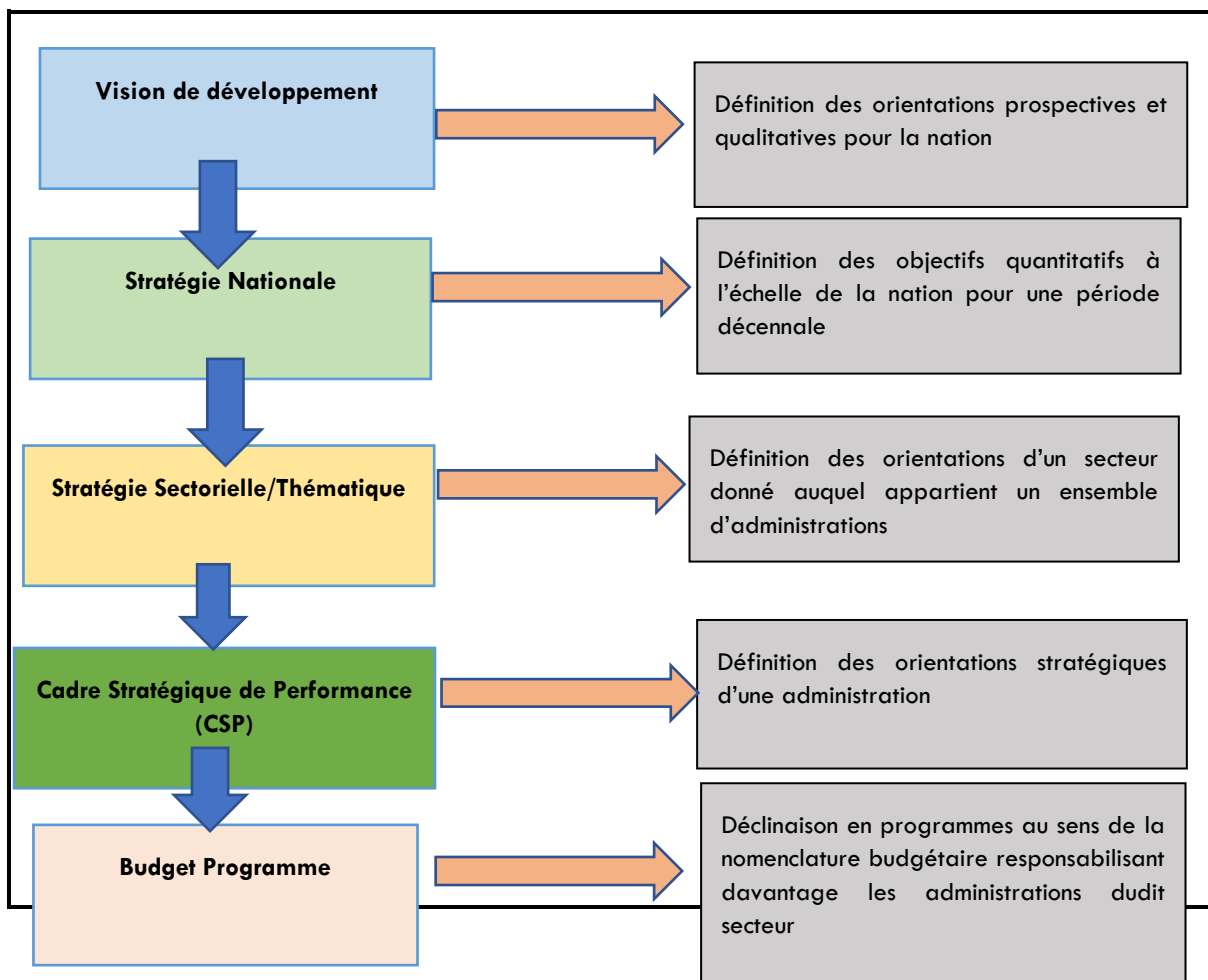 Vision de développement
Définition des orientations prospectives et
qualitatives pour la nation
Stratégie Nationale
Définition des objectifs quantitatifs à
l’échelle de la nation pour une période
décennale
Stratégie Sectorielle/Thématique
Définition des orientations d’un secteur
donné auquel appartient un ensemble
d’administrations
Cadre Stratégique de Performance
(CSP)
Définition des orientations stratégiques
d’une administration
Budget Programme
Déclinaison en programmes au sens de la
nomenclature budgétaire responsabilisant
davantage les administrations dudit
secteur